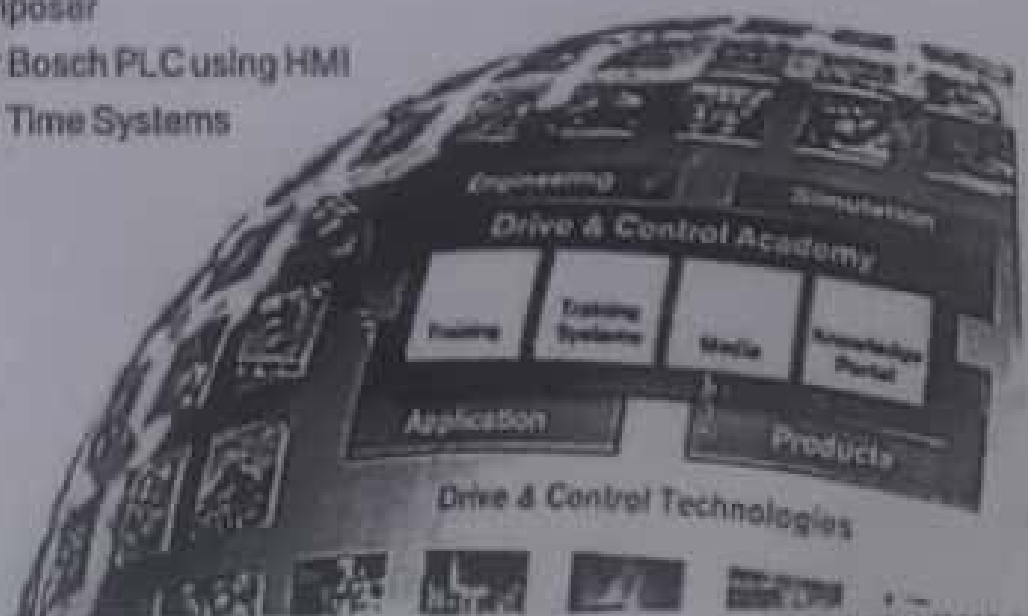 mposer
Bosch PLC using HMI
Time Systems
Engineering
Simulation
Drive & Control Academy
Training
Training
Systems
Media
Knowledge
Portal
Application
Products
Drive & Control Technologies